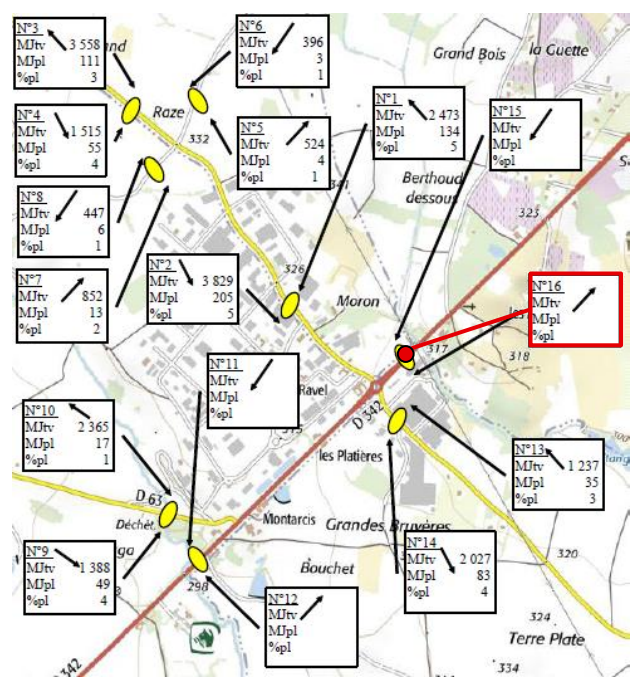 N°3
MJtv 3 558
MJpl 111
%pl 3
N°6
MJtv 396
MJpl 3
%pl 1
Grand Bois
la Guette
N°4
MJtv 1 515
MJpl 55
%pl 4
Raze
332
N°5
MJtv 524
MJpl 4
%pl 1
341
N°1
MJtv 2 473
MJpl 134
%pl 5
N°15
MJtv
MJpl
%pl
Berthoud
dessous
323
N°8
MJtv 447
MJpl 6
%pl 1
N°7
MJtv 852
MJpl 13
%pl 2
N°2
MJtv 3 829
MJpl 205
%pl 5
326
Moron
N°16
MJtv
MJpl
%pl
317
318
N°11
MJtv
MJpl
%pl
Ravel
D 342
N°10
MJtv 2 365
MJpl 17
%pl 1
les Platières
N°13
MJtv 1 237
MJpl 35
%pl 3
D 63
Déchèt.
Montarcis
Grandes Bruyères
N°9
MJtv 1 388
MJpl 49
%pl 4
298
Bouchet
N°14
MJtv 2 027
MJpl 83
%pl 4
320
N°12
MJtv
MJpl
%pl
324
Terre Plate
334
D 342